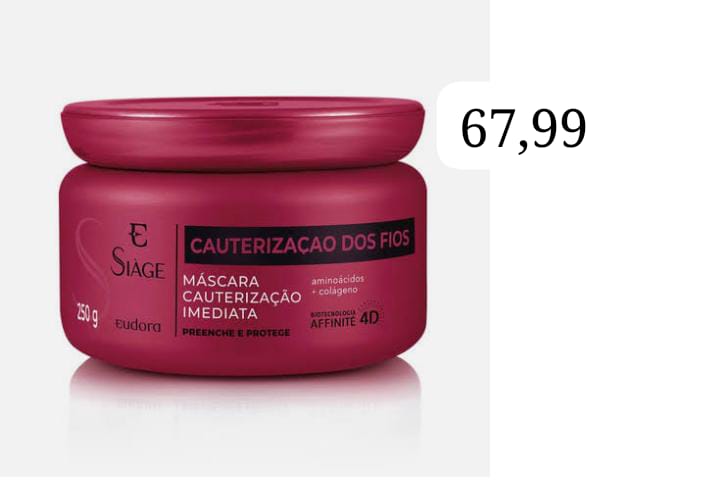 67,99
E
SIÀGE
CAUTERIZAÇAO DOS FIOS
MÁSCARA
CAUTERIZAÇÃO
IMEDIATA
aminoácidos
+ colágeno
PREENCHE E PROTEGE
BIOTECNOLOGIA
AFFINITÉ 4D
250 g
eudora